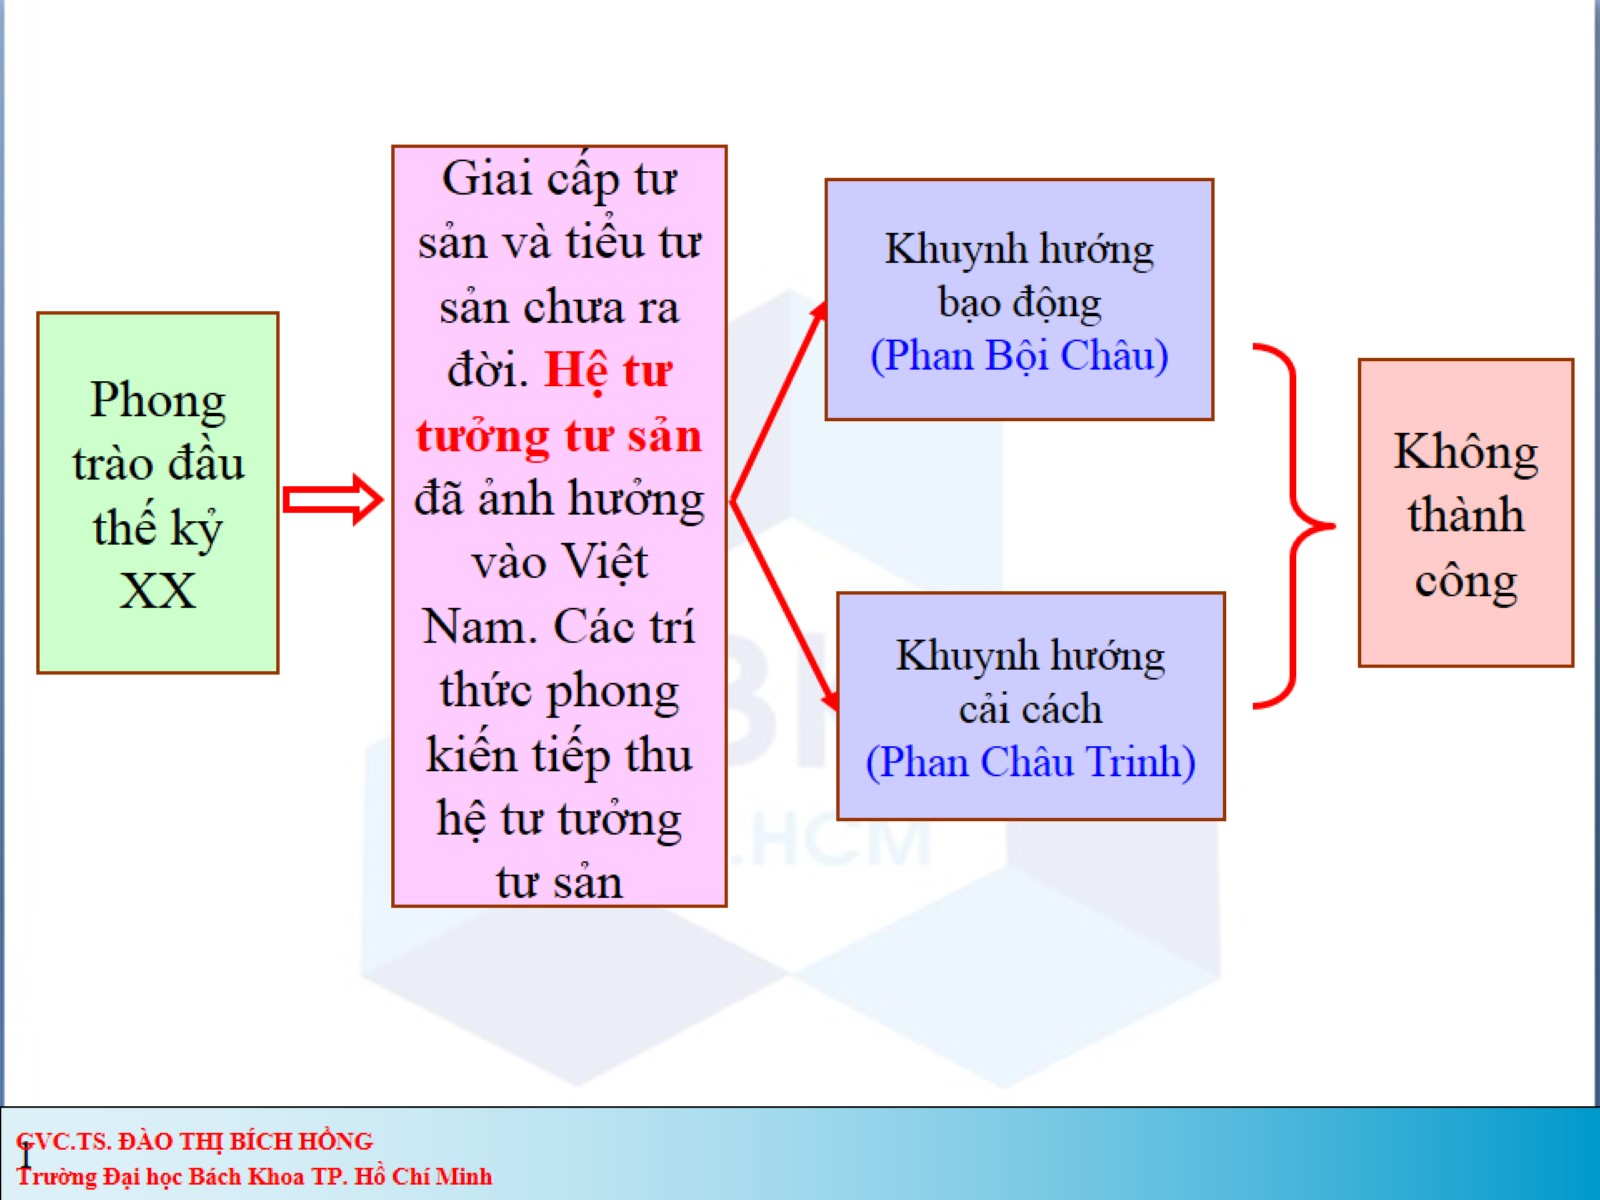 Phong
trào đầu
thế kỷ
XX
Giai cấp tư
sản và tiểu tư
sản chưa ra
đời. Hệ tư
tưởng tư sản
đã ảnh hưởng
vào Việt
Nam. Các trí
thức phong
kiến tiếp thu
hệ tư tưởng
tư sản
Khuynh hướng
bạo động
(Phan Bội Châu)
Khuynh hướng
cải cách
(Phan Châu Trinh)
Không
thành
công
BK
.HCM
GVC.TS. ĐÀO THỊ BÍCH HỒNG
1
Trường Đại học Bách Khoa TP. Hồ Chí Minh